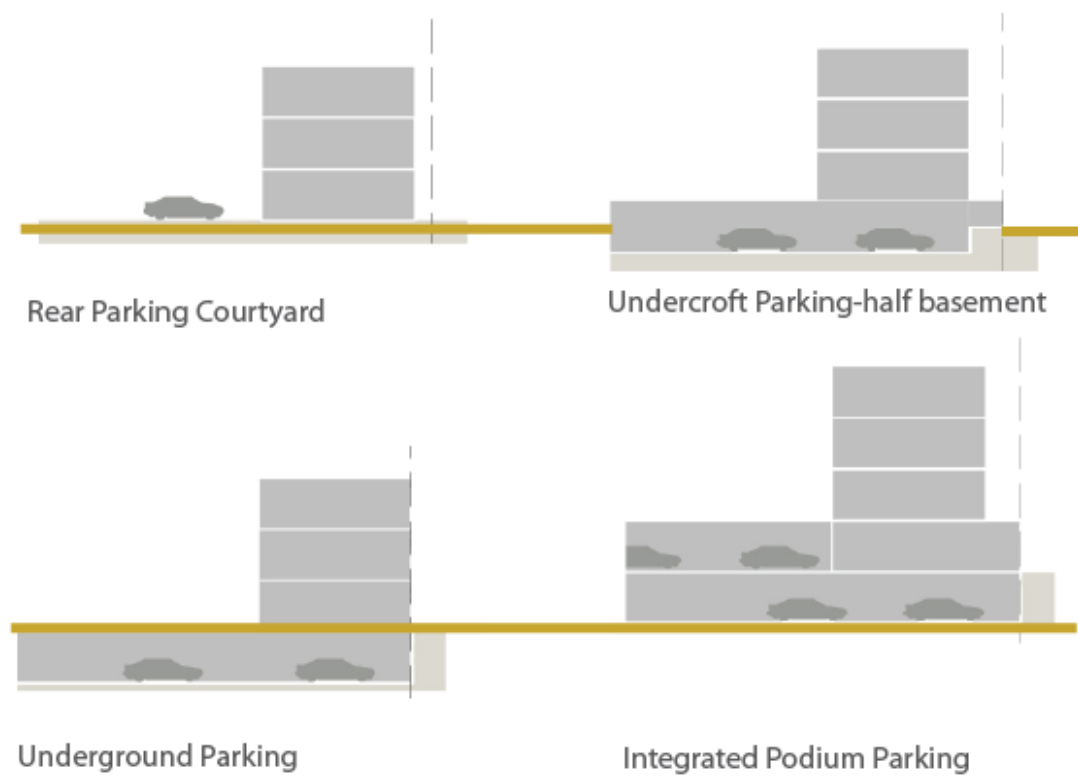 Rear Parking Courtyard
Undercroft Parking-half basement
Underground Parking
Integrated Podium Parking